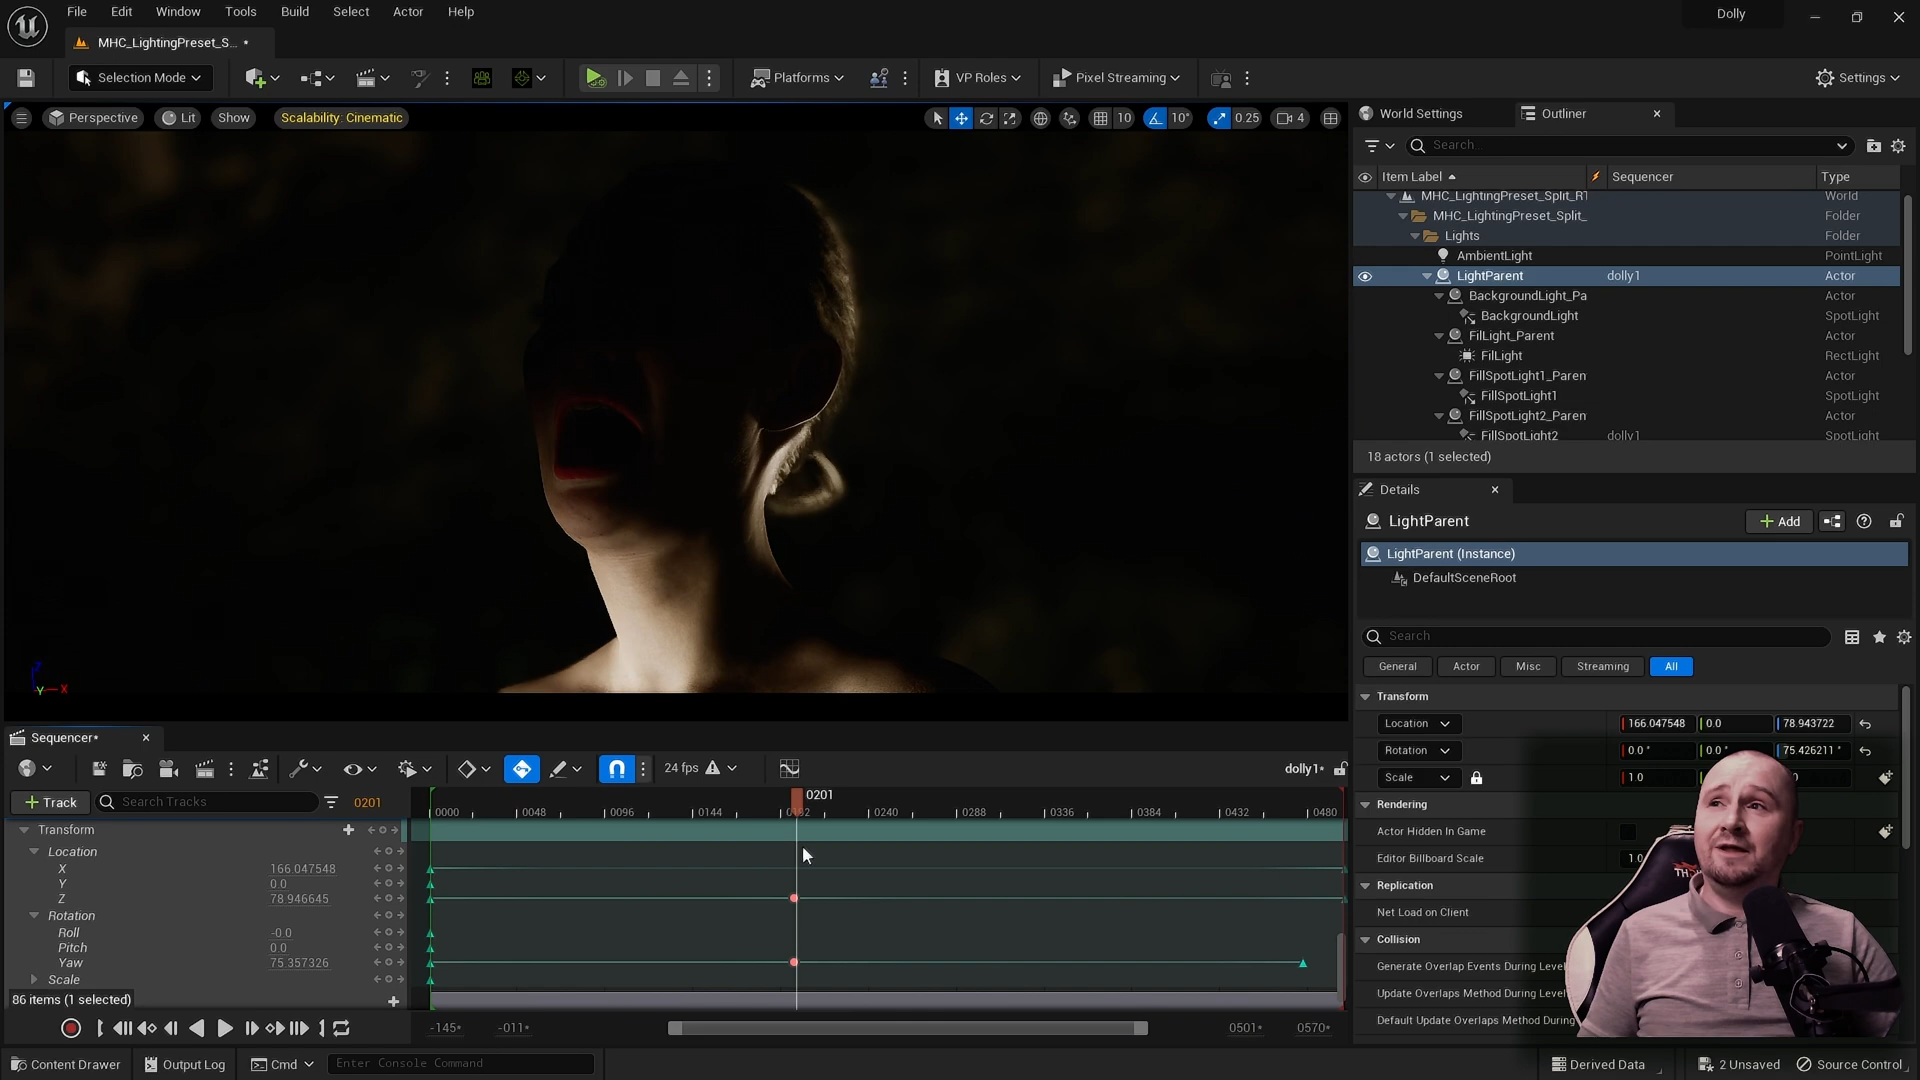 File Edit Window Tools Build Select Actor Help
Dolly
MHC_LightingPreset_S... *
Selection Mode
Platforms
VP Roles
Pixel Streaming
Settings
Perspective
Lit
Show
Scalability: Cinematic
10
10°
0.25
4
World Settings
Outliner
Search...
Item Label
Sequencer
Type
MHC_LightingPreset_Split_R
World
MHC_LightingPreset_Split_
Folder
Lights
Folder
AmbientLight
PointLight
LightParent
dolly1
Actor
BackgroundLight_Pa
Actor
BackgroundLight
SpotLight
FilLight_Parent
Actor
FilLight
RectLight
FillSpotLight1_Paren
Actor
FillSpotLight1
SpotLight
FillSpotLight2_Paren
Actor
FillSpotLight2
dolly1
SpotLight
18 actors (1 selected)
Details
LightParent
Add
LightParent (Instance)
DefaultSceneRoot
Search
General
Actor
Misc
Streaming
All
Transform
Location
166.047548
0.0
78.943722
Rotation
0.0 °
0.0 °
75.426211 °
Scale
1.0
Rendering
Actor Hidden In Game
Editor Billboard Scale
1.0
Replication
Net Load on Client
Collision
Generate Overlap Events During Level
Update Overlaps Method During Level
Default Update Overlaps Method During
Z
Y
X
Sequencer*
24 fps
dolly1*
+ Track
Search Tracks
0201
0201
0000 0048 0096 0144 0192 0240 0288 0336 0384 0432 0480
Transform
Location
X
166.047548
Y
0.0
Z
78.946645
Rotation
Roll
-0.0
Pitch
0.0
Yaw
75.357326
Scale
86 items (1 selected)
-145*
-011*
0501*
0570*
Content Drawer
Output Log
Cmd
Enter Console Command
Derived Data
2 Unsaved
Source Control